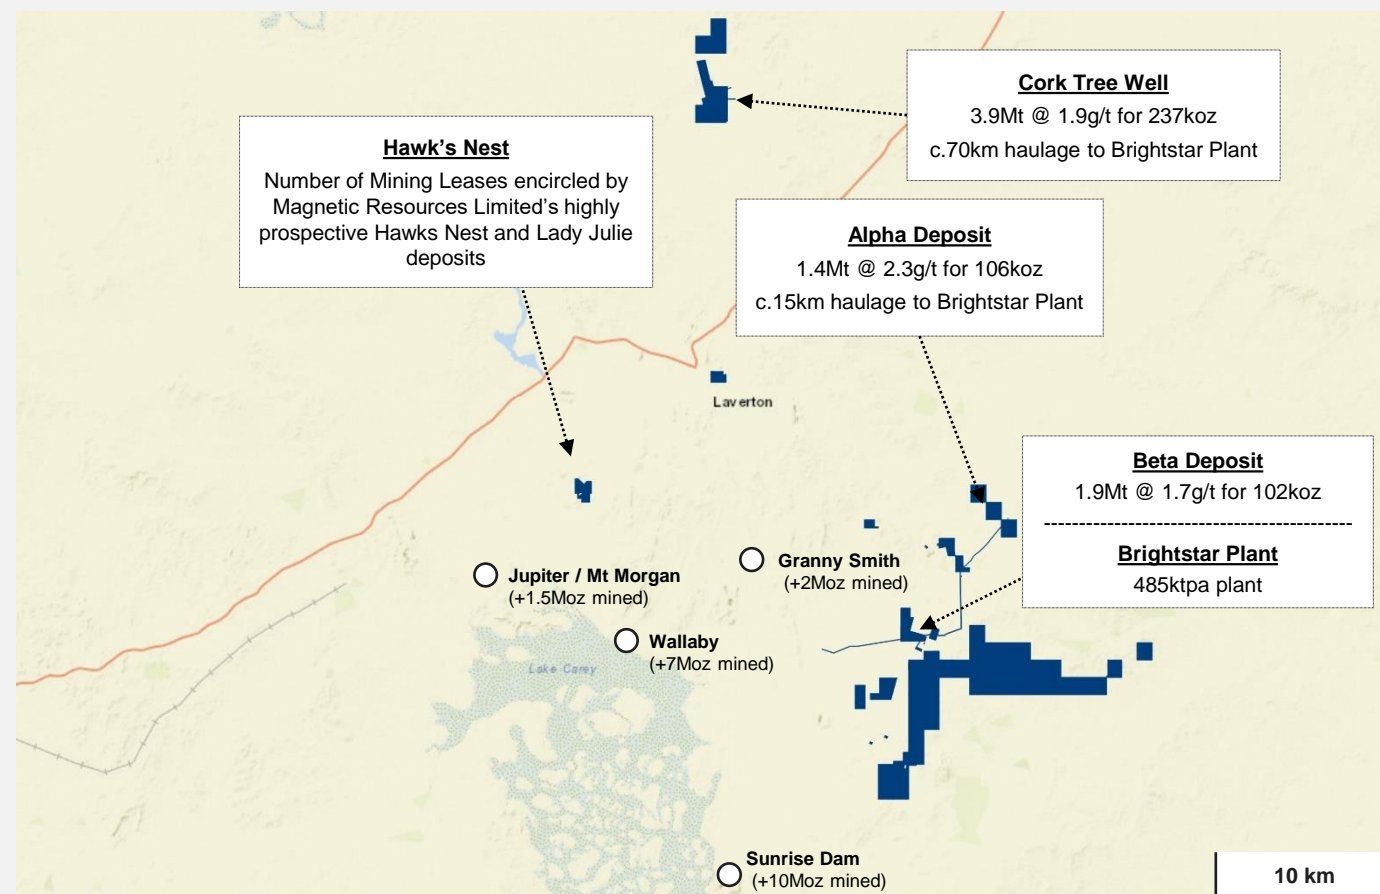 Cork Tree Well
3.9Mt @ 1.9g/t for 237koz
c.70km haulage to Brightstar Plant
Hawk's Nest
Number of Mining Leases encircled by
Magnetic Resources Limited's highly
prospective Hawks Nest and Lady Julie
deposits
Alpha Deposit
1.4Mt @ 2.3g/t for 106koz
c.15km haulage to Brightstar Plant
Laverton
Beta Deposit
1.9Mt @ 1.7g/t for 102koz
Brightstar Plant
485ktpa plant
Granny Smith
(+2Moz mined)
Jupiter / Mt Morgan
(+1.5Moz mined)
Wallaby
(+7Moz mined)
Lake Carey
Sunrise Dam
(+10Moz mined)
10 km